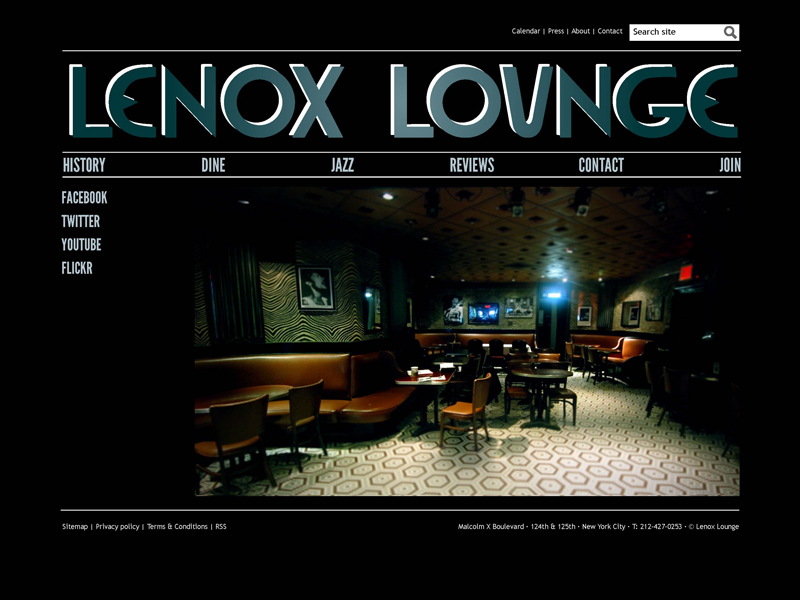 Calendar | Press | About | Contact
Search site
LENOX LOUNGE
HISTORY DINE JAZZ REVIEWS CONTACT JOIN
FACEBOOK
TWITTER
YOUTUBE
FLICKR
Sitemap | Privacy policy | Terms & Conditions | RSS
Malcolm X Boulevard - 124th & 125th - New York City - T: 212-427-0253 - © Lenox Lounge